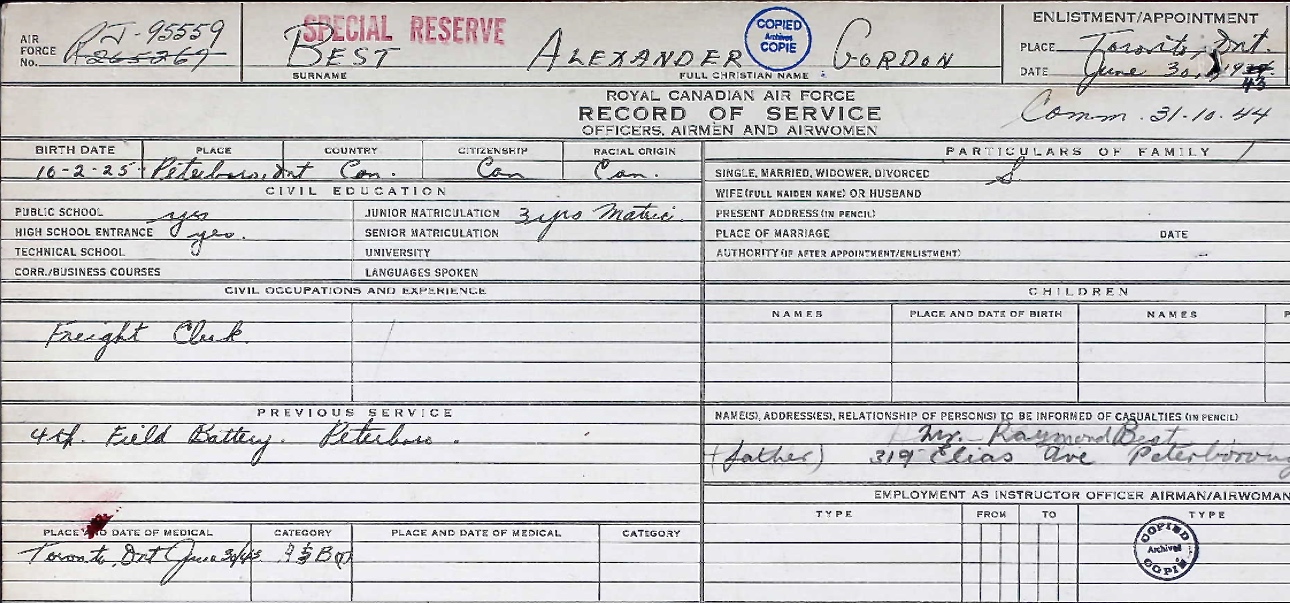 AIR FORCE No. J-95559 R265267 SPECIAL RESERVE
BEST ALEXANDER GORDON
SURNAME FULL CHRISTIAN NAME
COPIED Archives COPIE
ENLISTMENT/APPOINTMENT
PLACE Toronto, Ont.
DATE June 30, 1943
ROYAL CANADIAN AIR FORCE
RECORD OF SERVICE
OFFICERS, AIRMEN AND AIRWOMEN
Comm. 31-10-44
BIRTH DATE PLACE COUNTRY CITIZENSHIP RACIAL ORIGIN
10-2-25 Peterboro, Ont Can. Can Can.
CIVIL EDUCATION
PUBLIC SCHOOL yes JUNIOR MATRICULATION 3 yrs Matric.
HIGH SCHOOL ENTRANCE yes. SENIOR MATRICULATION
TECHNICAL SCHOOL UNIVERSITY
CORR./BUSINESS COURSES LANGUAGES SPOKEN
CIVIL OCCUPATIONS AND EXPERIENCE
Freight Clerk.
PREVIOUS SERVICE
4th. Field Battery. Peterboro.
PLACE AND DATE OF MEDICAL CATEGORY PLACE AND DATE OF MEDICAL CATEGORY
Toronto, Ont June 30/43
PARTICULARS OF FAMILY
SINGLE, MARRIED, WIDOWER, DIVORCED S
WIFE (FULL MAIDEN NAME) OR HUSBAND
PRESENT ADDRESS (IN PENCIL)
PLACE OF MARRIAGE DATE
AUTHORITY (IF AFTER APPOINTMENT/ENLISTMENT)
CHILDREN
NAMES PLACE AND DATE OF BIRTH NAMES P
NAME(S), ADDRESS(ES), RELATIONSHIP OF PERSON(S) TO BE INFORMED OF CASUALTIES (IN PENCIL)
Mr. Raymond Best
(father) 319 Elias Ave Peterboroug
EMPLOYMENT AS INSTRUCTOR OFFICER AIRMAN/AIRWOMAN
TYPE FROM TO TYPE
COPIED Archives COPIE